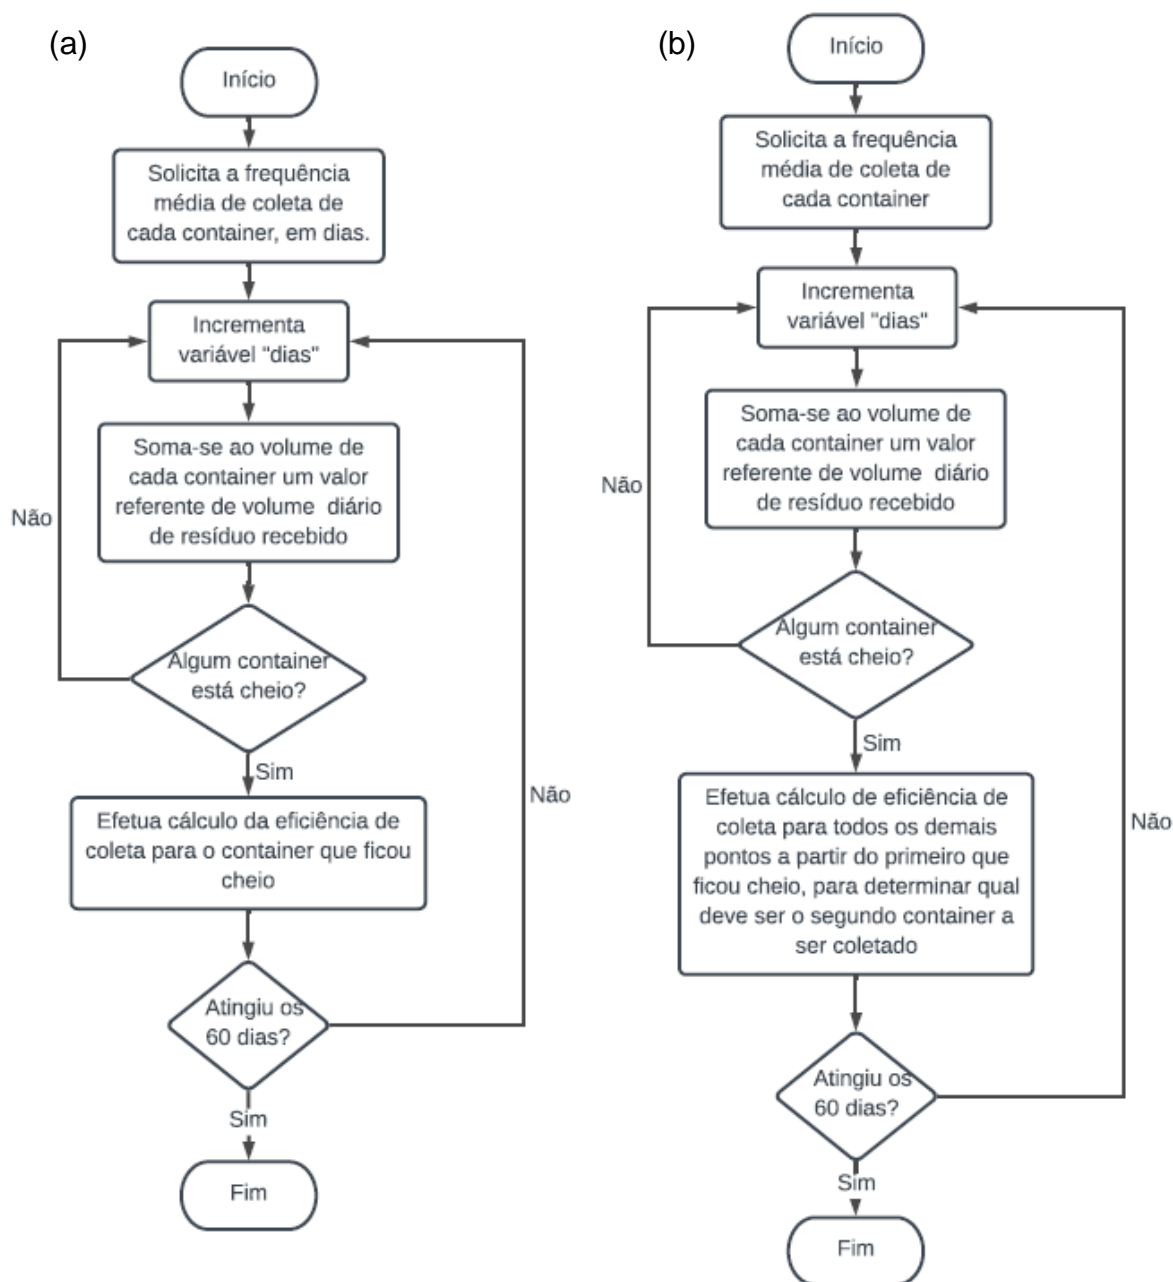 (a)
Início
Solicita a frequência
média de coleta de
cada container, em dias.
Incrementa
variável "dias"
Soma-se ao volume de
cada container um valor
referente de volume diário
de resíduo recebido
Não
Algum container
está cheio?
Sim
Efetua cálculo da eficiência de
coleta para o container que ficou
cheio
Não
Atingiu os
60 dias?
Sim
Fim
(b)
Início
Solicita a frequência
média de coleta de
cada container
Incrementa
variável "dias"
Soma-se ao volume de
cada container um valor
referente de volume diário
de resíduo recebido
Não
Algum container
está cheio?
Sim
Efetua cálculo de eficiência de
coleta para todos os demais
pontos a partir do primeiro que
ficou cheio, para determinar qual
deve ser o segundo container a
ser coletado
Não
Atingiu os
60 dias?
Sim
Fim